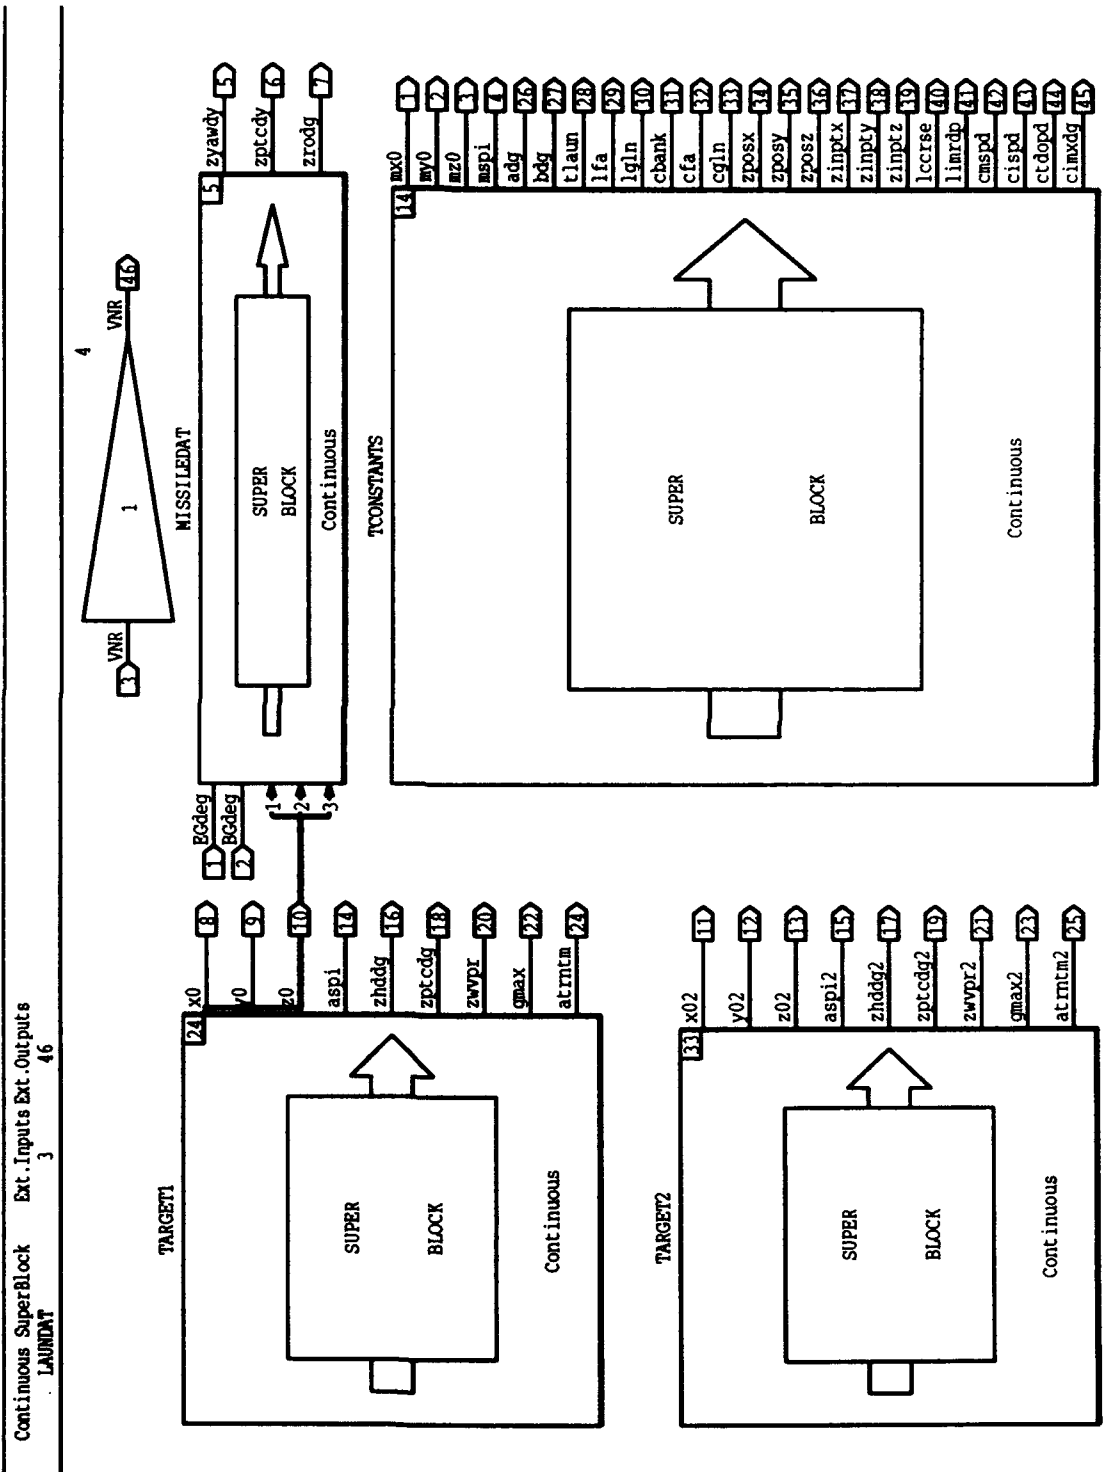 Continuous SuperBlock Ext.Inputs Ext.Outputs
LAUNDAT 3 46
TARGET1
24
SUPER
BLOCK
Continuous
x0 8
y0 9
z0 10
aspi 14
zhddg 16
zptcdg 18
zwvpr 20
gmax 22
atrntm 24
TARGET2
33
SUPER
BLOCK
Continuous
x02 11
y02 12
z02 13
aspi2 15
zhddg2 17
zptcdg2 19
zwvpr2 21
gmax2 23
atrntm2 25
4
3 VNR
1
VNR 46
MISSILEDAT
5
1 EGdeg
2 BGdeg
1
2
3
SUPER
BLOCK
Continuous
zyawdy 5
zptcdy 6
zrodg 7
TCONSTANTS
14
SUPER
BLOCK
Continuous
mx0 1
my0 2
mz0 3
mspi 4
adg 26
bdg 27
tlaun 28
lfa 29
lgln 30
cbank 31
cfa 32
cgln 33
zposx 34
zposy 35
zposz 36
zinptx 37
zinpty 38
zinptz 39
lccrse 40
limrdp 41
cmspd 42
cispd 43
ctdopd 44
cimxdg 45